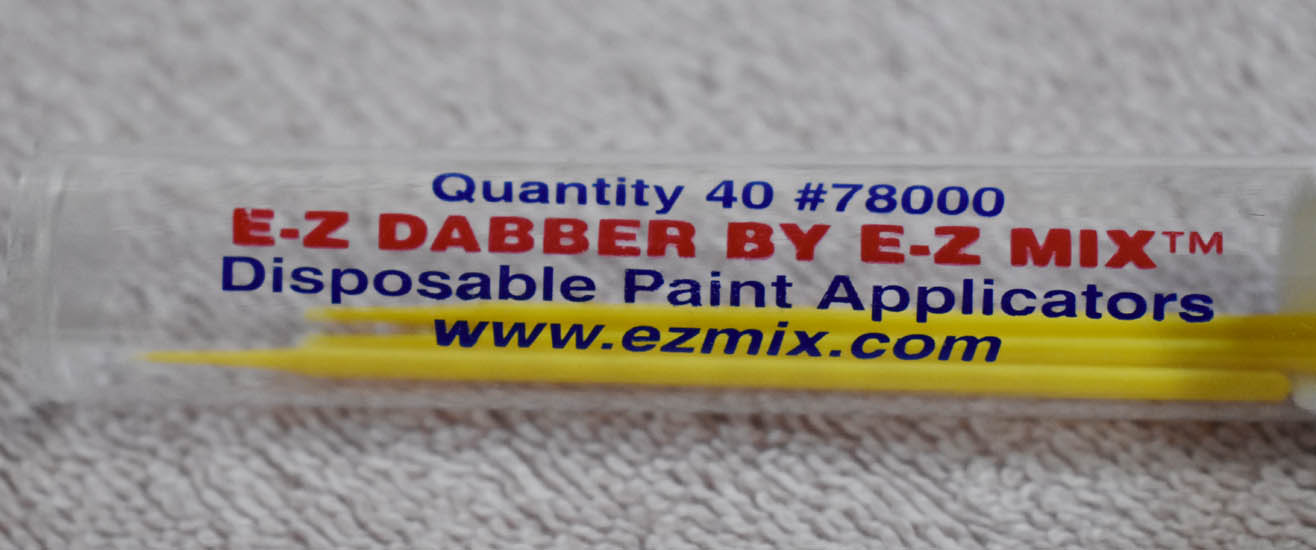 Quantity 40 #78000
E-Z DABBER BY E-Z MIX™
Disposable Paint Applicators
www.ezmix.com